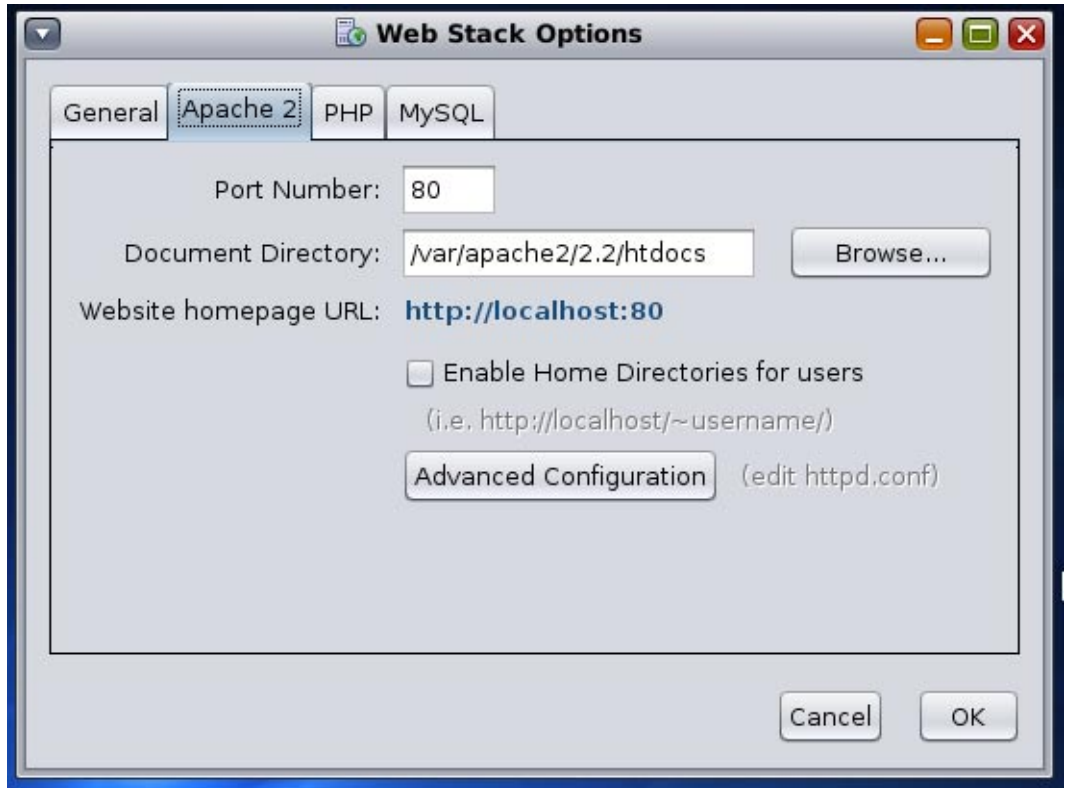 Web Stack Options
General Apache 2 PHP MySQL
Port Number: 80
Document Directory: /var/apache2/2.2/htdocs Browse...
Website homepage URL: http://localhost:80
Enable Home Directories for users
(i.e. http://localhost/~username/)
Advanced Configuration (edit httpd.conf)
Cancel OK